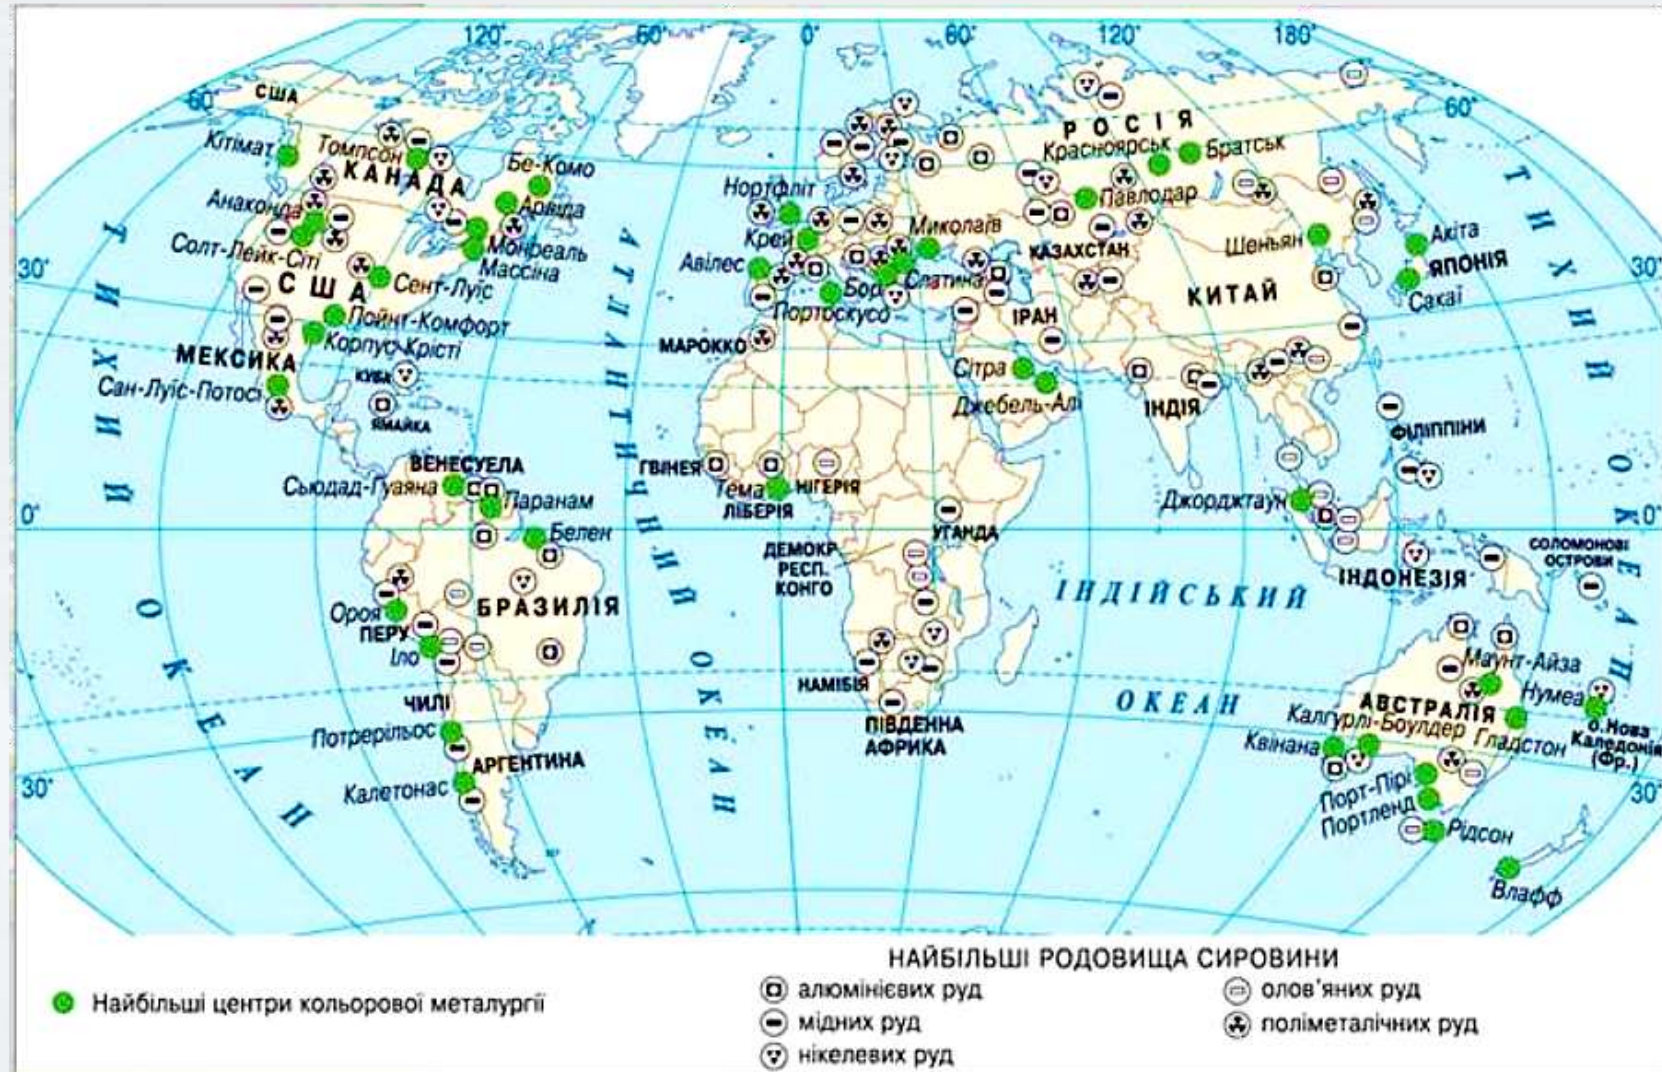 120° 60° 0° 60° 120° 180°
60°
США
60°
РОСІЯ
Кітімат
Томпсон
Бе-Комо
Красноярськ
Братськ
КАНАДА
Нортфліт
Павлодар
Анаконда
Арвіда
Миколаїв
Крей
КАЗАХСТАН
Шеньян
Акіта
Солт-Лейк-Сіті
Монреаль
Массіна
Авілес
ЯПОНІЯ
30°
30°
США
Сент-Луїс
Бор
Слатина
КИТАЙ
Сакаї
Пойнт-Комфорт
Портоскусо
ІРАН
Корпус-Крісті
МАРОККО
МЕКСИКА
Сан-Луїс-Потосі
КУБА
Сітра
Джебель-Алі
ІНДІЯ
ЯМАЙКА
ФІЛІППІНИ
ВЕНЕСУЕЛА
ГВІНЕЯ
Сьюдад-Гуаяна
Паранам
Тема
НІГЕРІЯ
ЛІБЕРІЯ
Джорджтаун
0°
0°
Белен
УГАНДА
ДЕМОКР.
РЕСП.
КОНГО
СОЛОМОНОВІ
ОСТРОВИ
ІНДОНЕЗІЯ
Ороя
ПЕРУ
БРАЗИЛІЯ
ІНДІЙСЬКИЙ
ОКЕАН
Іло
Маунт-Айза
НАМІБІЯ
Нумеа
ЧИЛІ
АВСТРАЛІЯ
о.Нова
Каледонія
(Фр.)
Потрерільос
ПІВДЕННА
АФРИКА
Калгурлі-Боулдер
Гладстон
Квінана
АРГЕНТИНА
Калетонас
30°
30°
Порт-Пірі
Портленд
Рідсон
Влафф
ТИХИЙ
ОКЕАН
АТЛАНТИЧНИЙ
ОКЕАН
ТИХИЙ
ОКЕАН
НАЙБІЛЬШІ РОДОВИЩА СИРОВИНИ
Найбільші центри кольорової металургії
алюмінієвих руд
мідних руд
нікелевих руд
олов'яних руд
поліметалічних руд